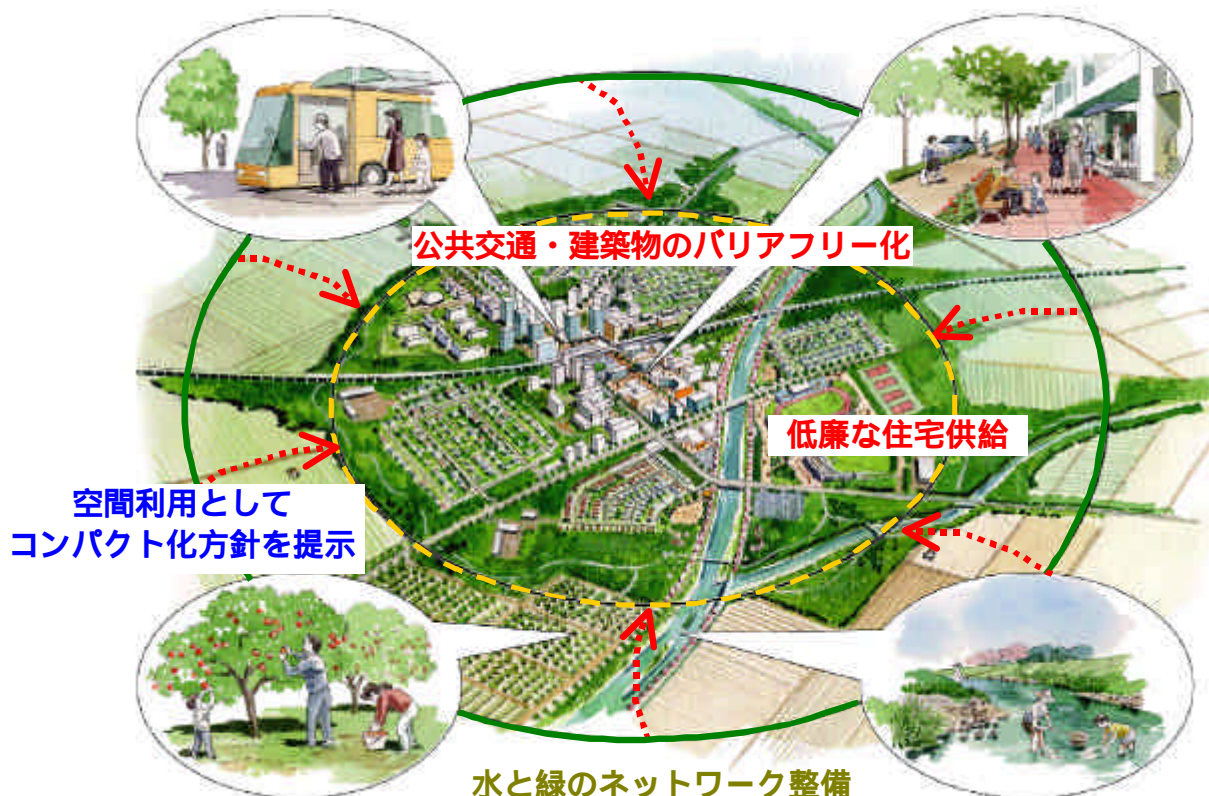 公共交通・建築物のバリアフリー化
低廉な住宅供給
空間利用として
コンパクト化方針を提示
水と緑のネットワーク整備